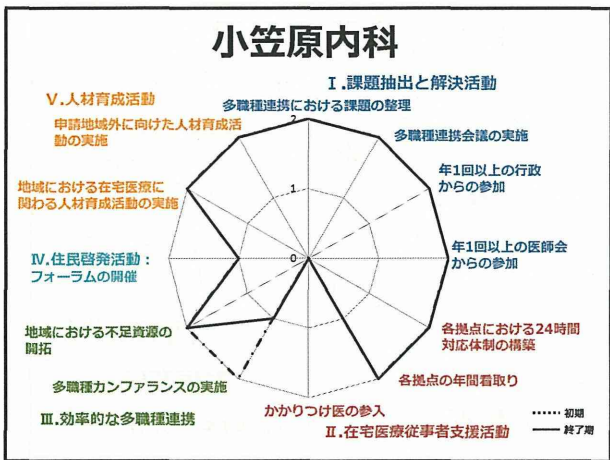 小笠原内科
Ⅰ.課題抽出と解決活動
多職種連携における課題の整理
多職種連携会議の実施
年1回以上の行政
からの参加
年1回以上の医師会
からの参加
各拠点における24時間
対応体制の構築
各拠点の年間看取り
かかりつけ医の参入
Ⅱ.在宅医療従事者支援活動
Ⅲ.効率的な多職種連携
多職種カンファランスの実施
地域における不足資源の
開拓
Ⅳ.住民啓発活動：
フォーラムの開催
地域における在宅医療に
関わる人材育成活動の実施
申請地域外に向けた人材育成活
動の実施
Ⅴ.人材育成活動
2
1
0
初期
終了期